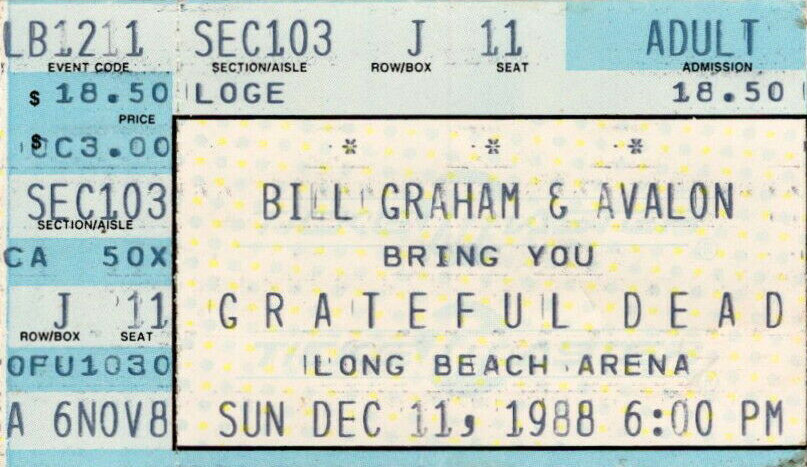 LB1211 SEC103 J 11 ADULT
EVENT CODE SECTION/AISLE ROW/BOX SEAT ADMISSION
$ 18.50 LOGE 18.50
PRICE
$ CC3.00
* * *
SEC103 BILL GRAHAM & AVALON
SECTION/AISLE
CA 50X BRING YOU
J 11 GRATEFUL DEAD
ROW/BOX SEAT
OFU1030 LONG BEACH ARENA
A 6NOV8 SUN DEC 11, 1988 6:00 PM